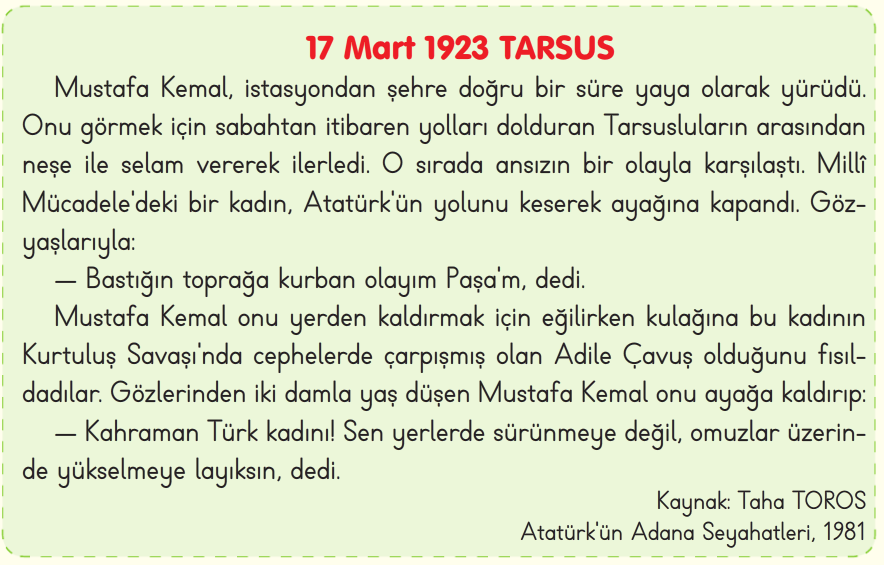 17 Mart 1923 TARSUS
Mustafa Kemal, istasyondan şehre doğru bir süre yaya olarak yürüdü.
Onu görmek için sabahtan itibaren yolları dolduran Tarsusluların arasından
neşe ile selam vererek ilerledi. O sırada ansızın bir olayla karşılaştı. Millî
Mücadele'deki bir kadın, Atatürk'ün yolunu keserek ayağına kapandı. Göz-
yaşlarıyla:
— Bastığın toprağa kurban olayım Paşa'm, dedi.
Mustafa Kemal onu yerden kaldırmak için eğilirken kulağına bu kadının
Kurtuluş Savaşı'nda cephelerde çarpışmış olan Adile Çavuş olduğunu fısıl-
dadılar. Gözlerinden iki damla yaş düşen Mustafa Kemal onu ayağa kaldırıp:
— Kahraman Türk kadını! Sen yerlerde sürünmeye değil, omuzlar üzerin-
de yükselmeye layıksın, dedi.
Kaynak: Taha TOROS
Atatürk'ün Adana Seyahatleri, 1981